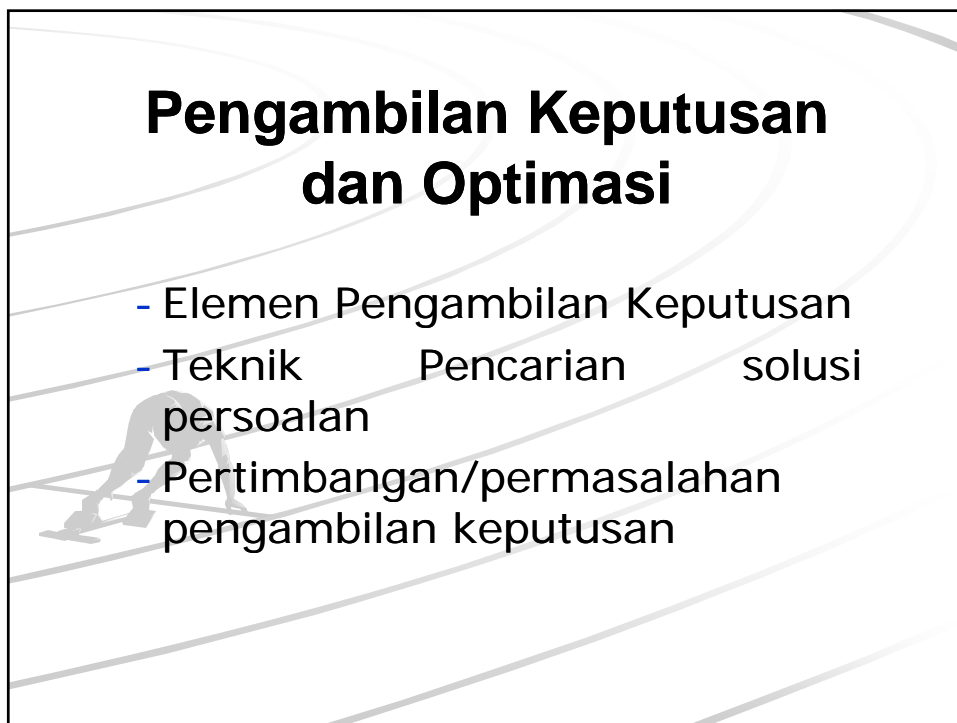 Pengambilan Keputusan
dan Optimasi
- Elemen Pengambilan Keputusan
- Teknik Pencarian solusi
persoalan
- Pertimbangan/permasalahan
pengambilan keputusan